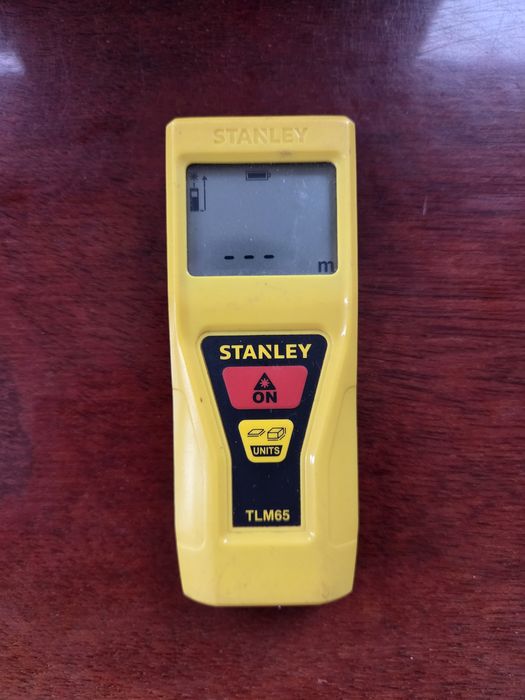 STANLEY
- - -
m
STANLEY
ON
UNITS
TLM65